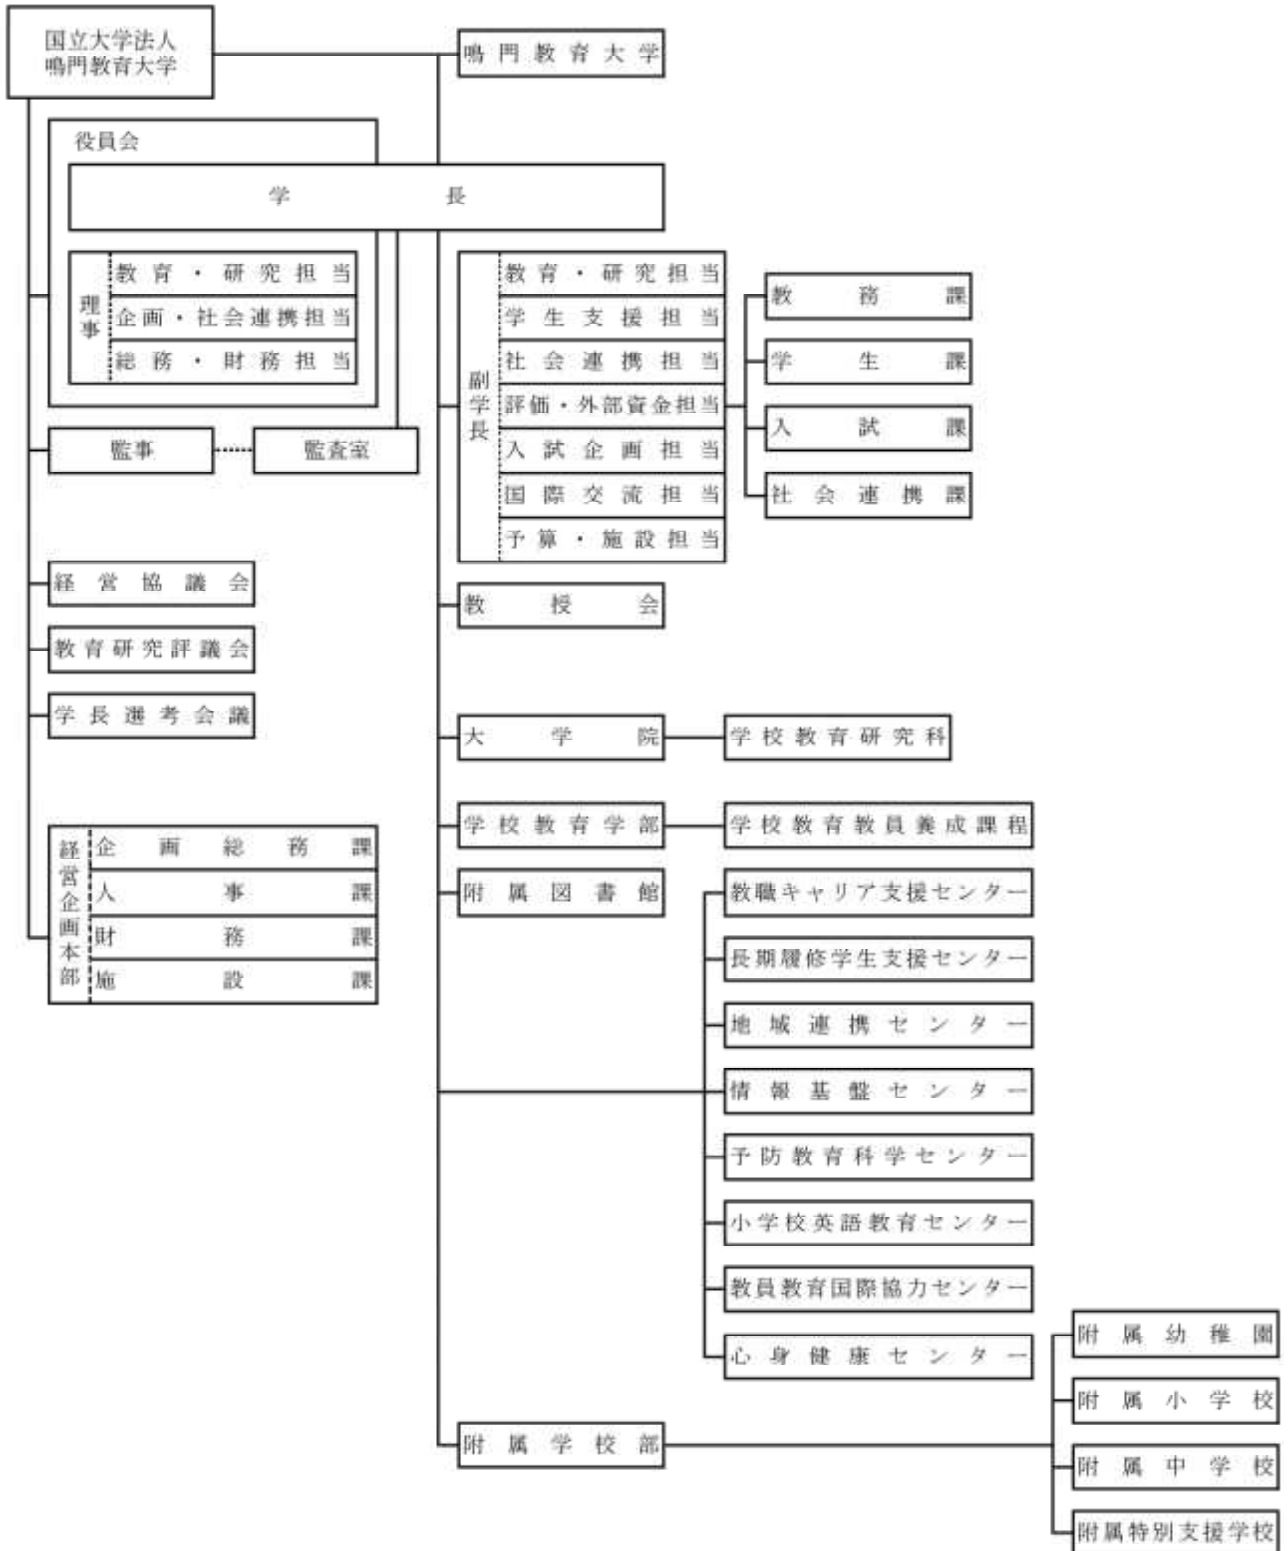 国立大学法人
鳴門教育大学
鳴門教育大学
役員会
学長
理事
教育・研究担当
企画・社会連携担当
総務・財務担当
監事
監査室
経営協議会
教育研究評議会
学長選考会議
経営企画本部
企画総務課
人事課
財務課
施設課
副学長
教育・研究担当
学生支援担当
社会連携担当
評価・外部資金担当
入試企画担当
国際交流担当
予算・施設担当
教務課
学生課
入試課
社会連携課
教授会
大学院
学校教育研究科
学校教育学部
学校教育教員養成課程
附属図書館
教職キャリア支援センター
長期履修学生支援センター
地域連携センター
情報基盤センター
予防教育科学センター
小学校英語教育センター
教員教育国際協力センター
心身健康センター
附属学校部
附属幼稚園
附属小学校
附属中学校
附属特別支援学校